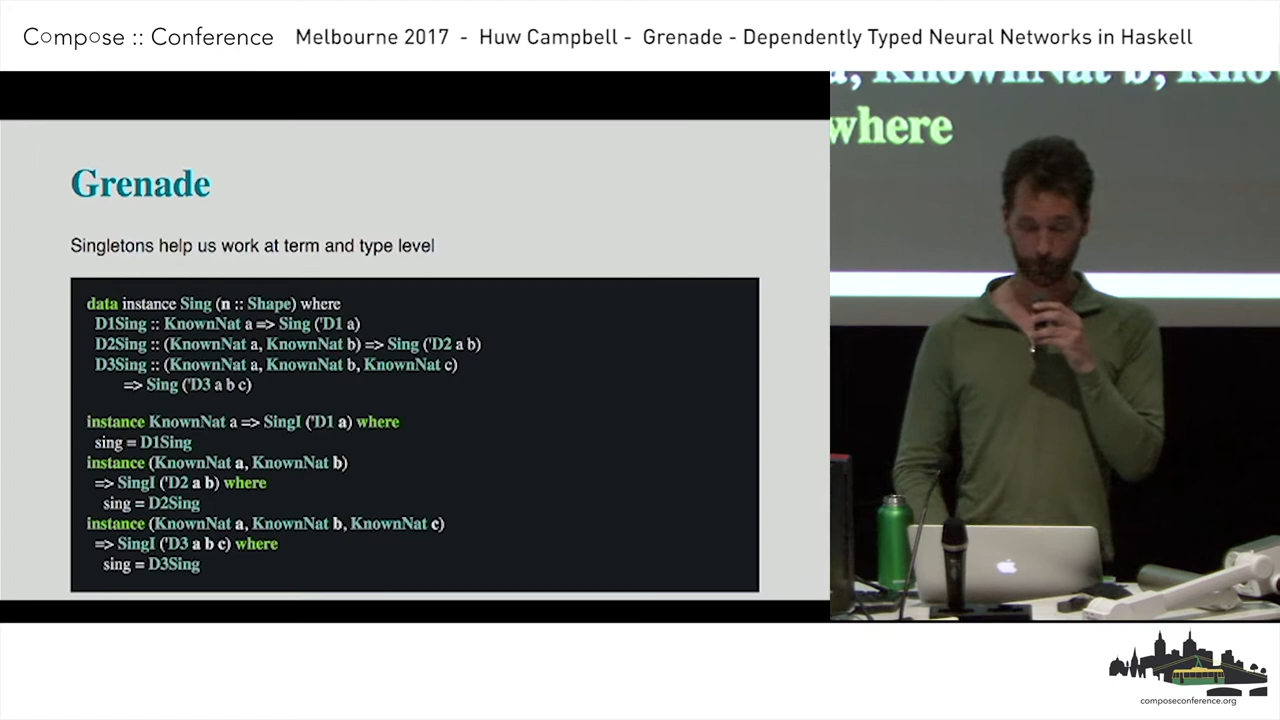 Compose :: Conference Melbourne 2017 - Huw Campbell - Grenade - Dependently Typed Neural Networks in Haskell
Grenade
Singletons help us work at term and type level
data instance Sing (n :: Shape) where
D1Sing :: KnownNat a => Sing ('D1 a)
D2Sing :: (KnownNat a, KnownNat b) => Sing ('D2 a b)
D3Sing :: (KnownNat a, KnownNat b, KnownNat c)
=> Sing ('D3 a b c)
instance KnownNat a => SingI ('D1 a) where
sing = D1Sing
instance (KnownNat a, KnownNat b)
=> SingI ('D2 a b) where
sing = D2Sing
instance (KnownNat a, KnownNat b, KnownNat c)
=> SingI ('D3 a b c) where
sing = D3Sing
a, KnownNat b, Kno
where
composeconference.org